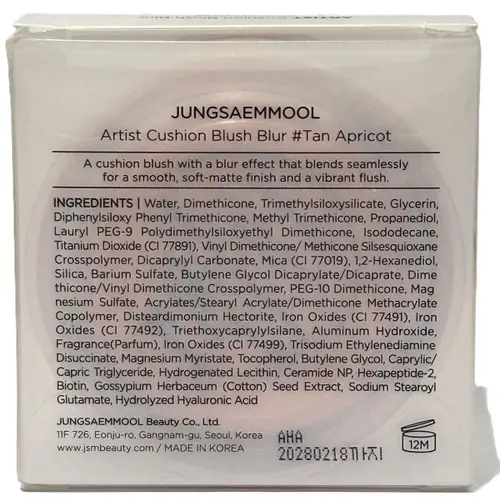 JUNGSAEMMOOL
Artist Cushion Blush Blur #Tan Apricot
A cushion blush with a blur effect that blends seamlessly
for a smooth, soft-matte finish and a vibrant flush.
INGREDIENTS | Water, Dimethicone, Trimethylsiloxysilicate, Glycerin,
Diphenylsiloxy Phenyl Trimethicone, Methyl Trimethicone, Propanediol,
Lauryl PEG-9 Polydimethylsiloxyethyl Dimethicone, Isododecane,
Titanium Dioxide (CI 77891), Vinyl Dimethicone/ Methicone Silsesquioxane
Crosspolymer, Dicaprylyl Carbonate, Mica (CI 77019), 1,2-Hexanediol,
Silica, Barium Sulfate, Butylene Glycol Dicaprylate/Dicaprate, Dime
thicone/Vinyl Dimethicone Crosspolymer, PEG-10 Dimethicone, Mag
nesium Sulfate, Acrylates/Stearyl Acrylate/Dimethicone Methacrylate
Copolymer, Disteardimonium Hectorite, Iron Oxides (CI 77491), Iron
Oxides (CI 77492), Triethoxycaprylylsilane, Aluminum Hydroxide,
Fragrance(Parfum), Iron Oxides (CI 77499), Trisodium Ethylenediamine
Disuccinate, Magnesium Myristate, Tocopherol, Butylene Glycol, Caprylic/
Capric Triglyceride, Hydrogenated Lecithin, Ceramide NP, Hexapeptide-2,
Biotin, Gossypium Herbaceum (Cotton) Seed Extract, Sodium Stearoyl
Glutamate, Hydrolyzed Hyaluronic Acid
JUNGSAEMMOOL Beauty Co., Ltd.
11F 726, Eonju-ro, Gangnam-gu, Seoul, Korea
www.jsmbeauty.com / MADE IN KOREA
AHA
20280218까지
12M